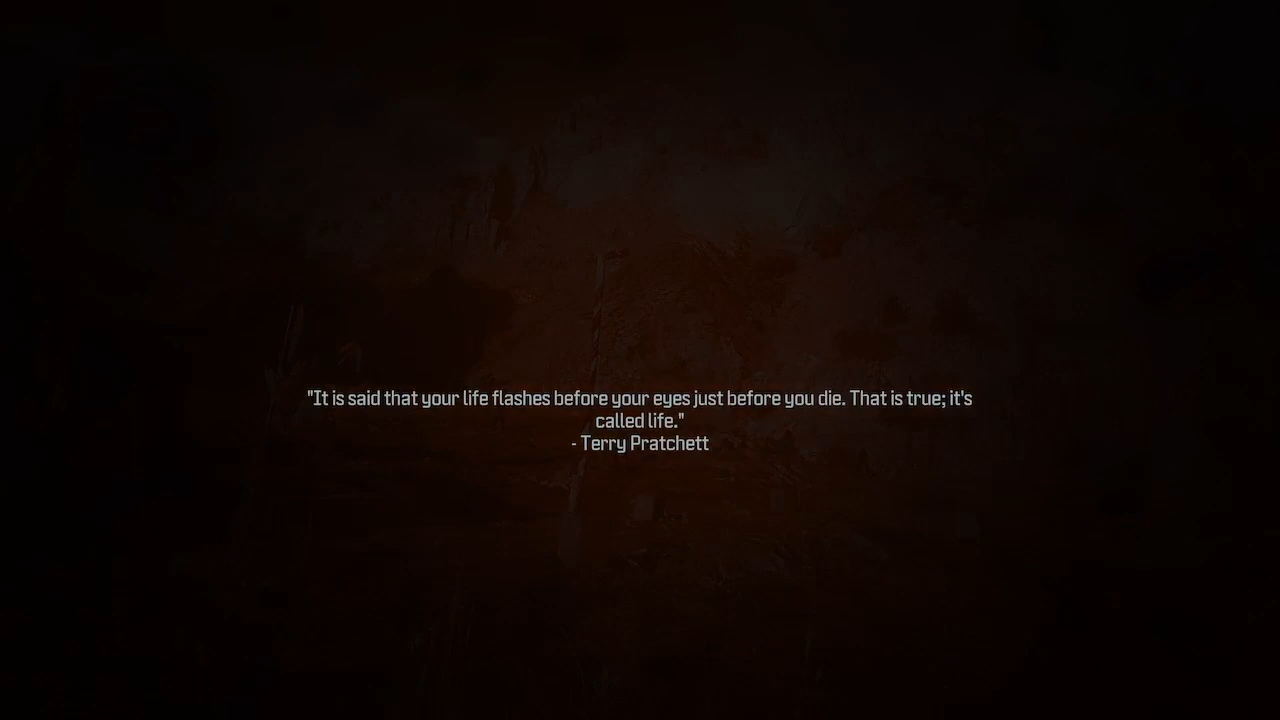 "It is said that your life flashes before your eyes just before you die. That is true; it's
called life."
- Terry Pratchett